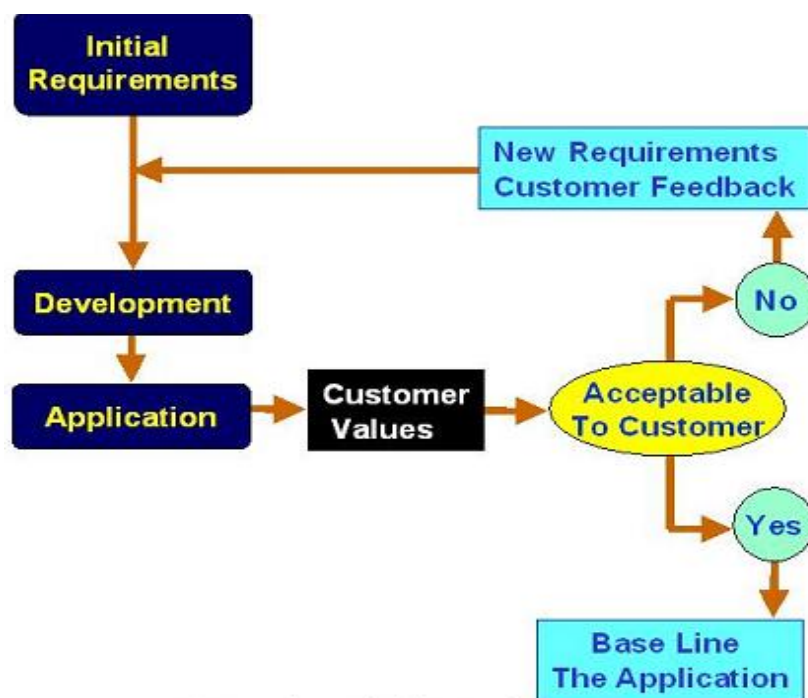 Initial
Requirements
New Requirements
Customer Feedback
Development
No
Application
Customer
Values
Acceptable
To Customer
Yes
Base Line
The Application